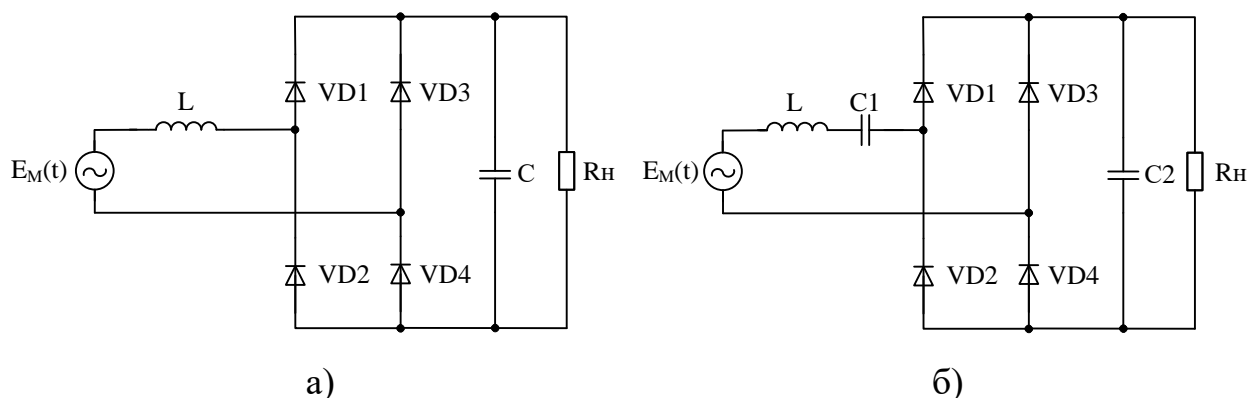 L
VD1
VD3
E_M(t)
C
Rн
VD2
VD4
а)
L
C1
VD1
VD3
E_M(t)
C2
Rн
VD2
VD4
б)